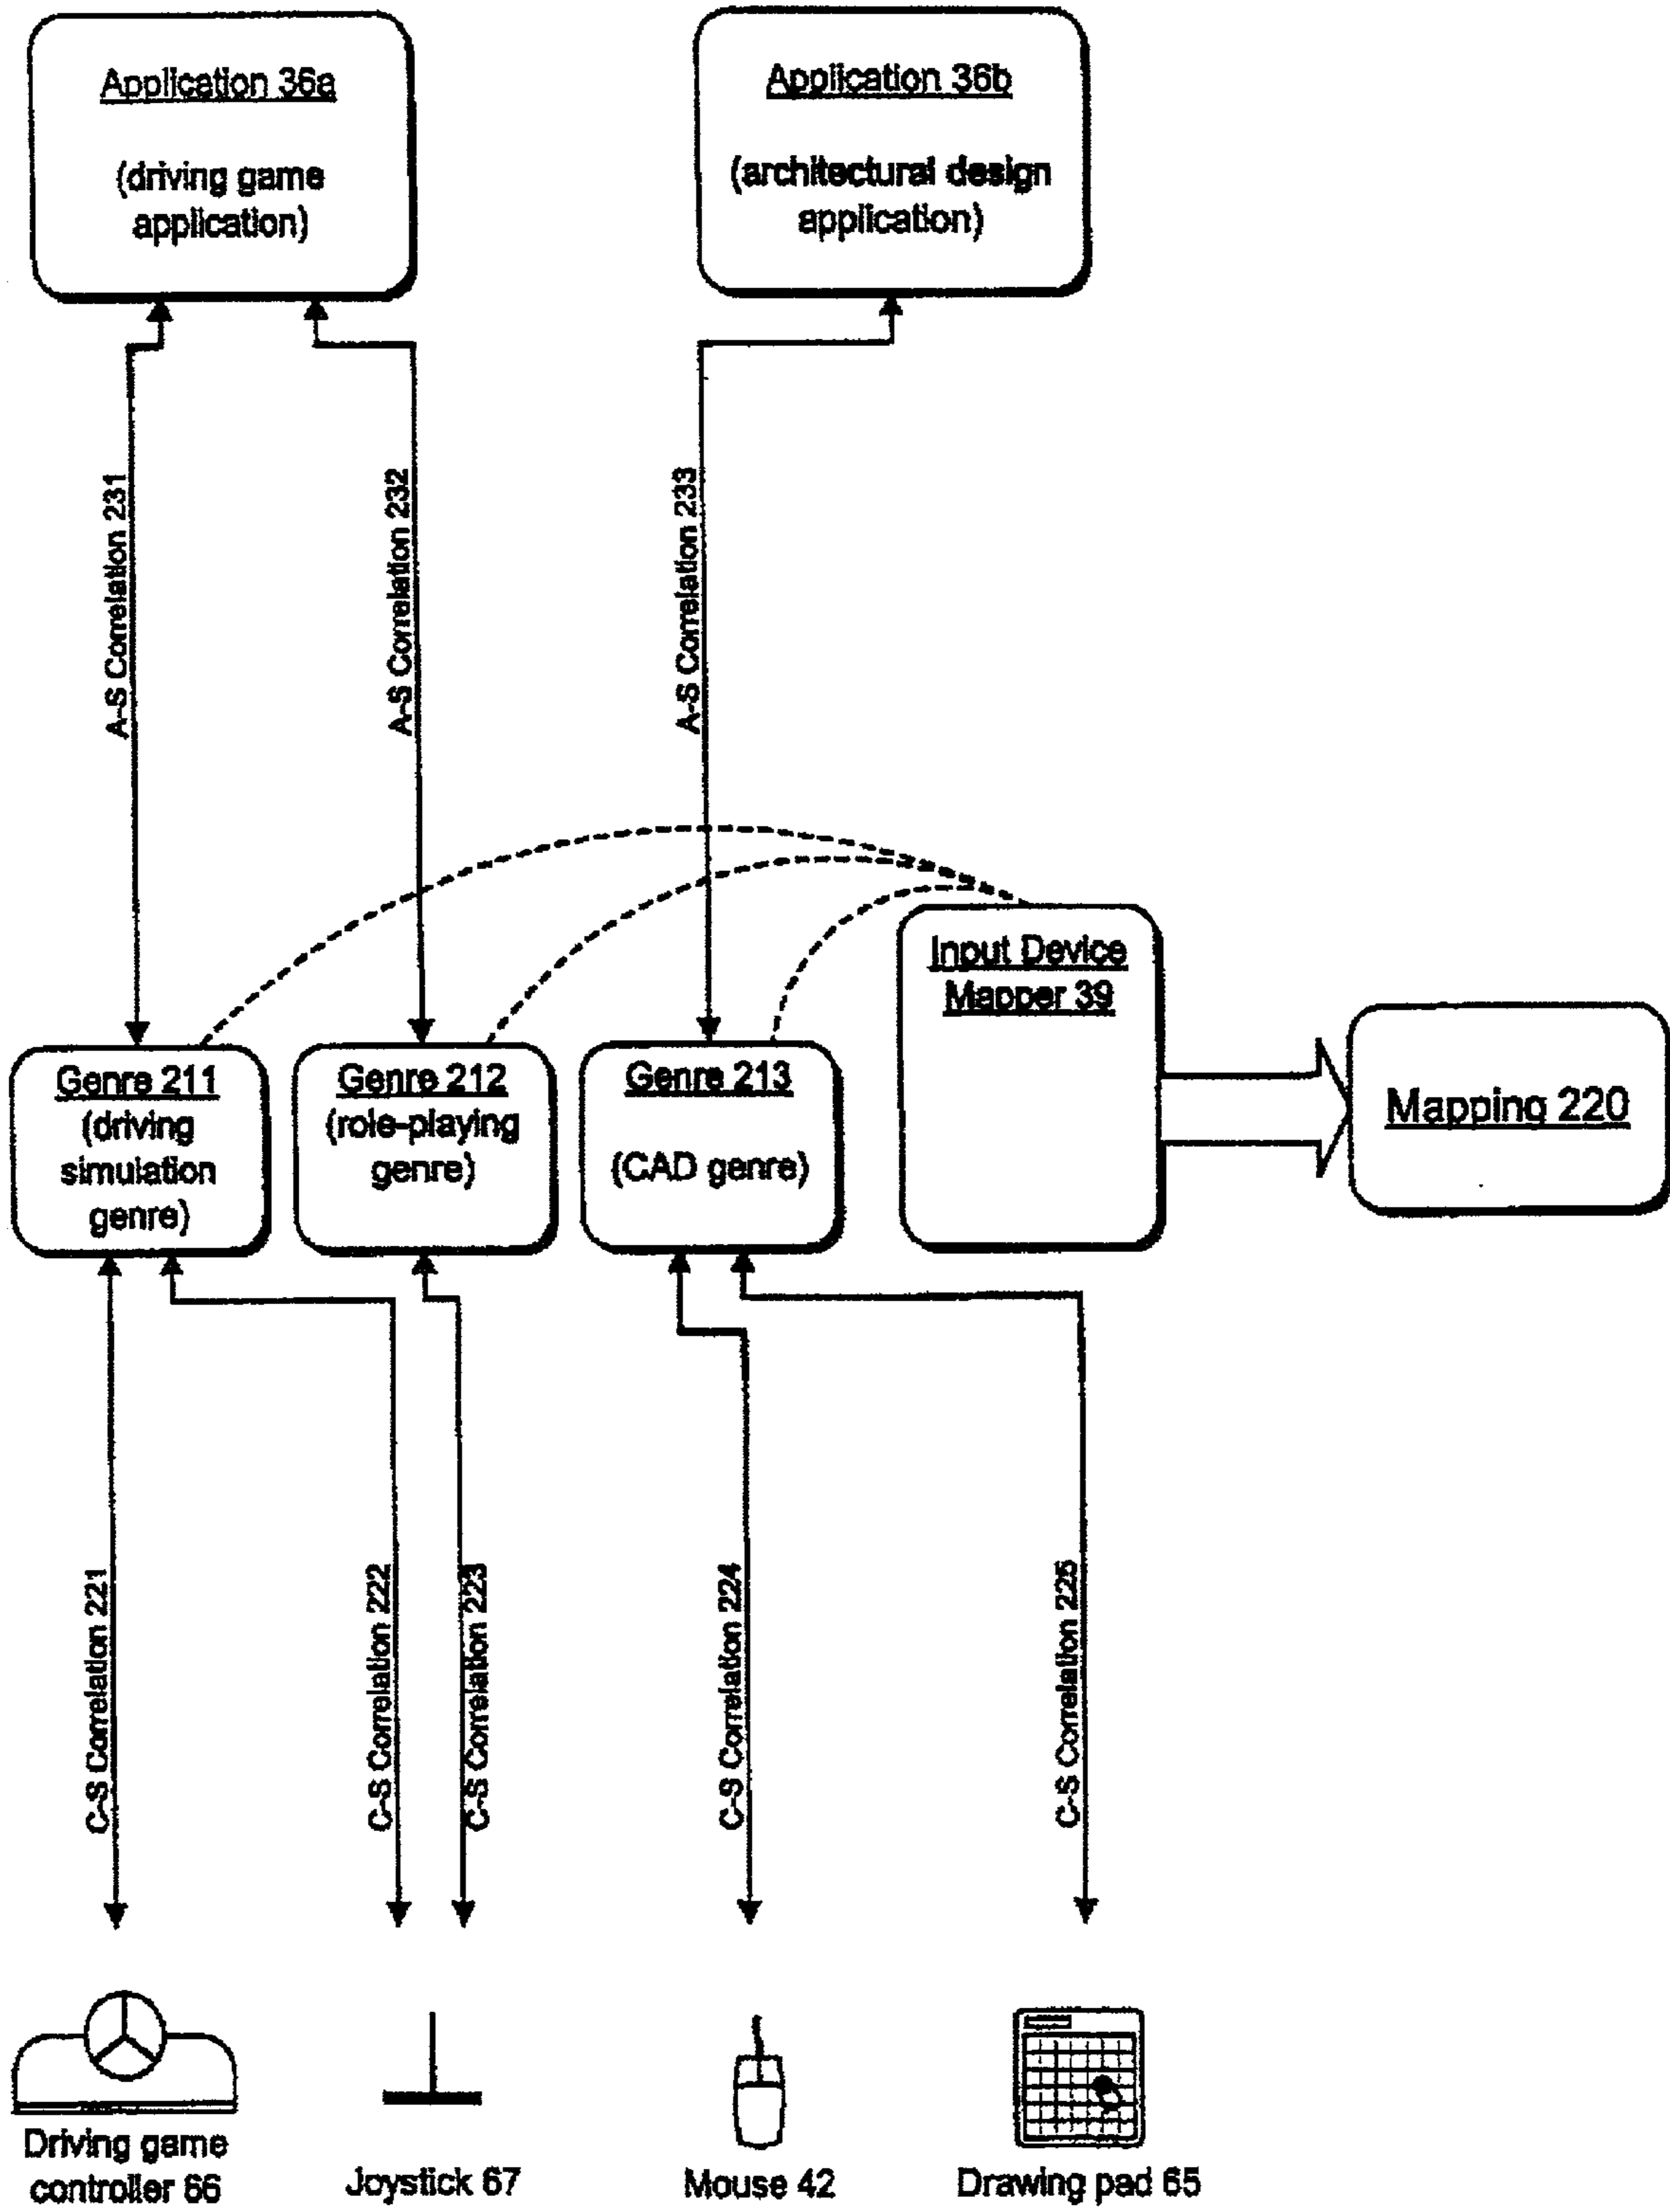 Application 36a
(driving game
application)
Application 36b
(architectural design
application)
A-S Correlation 231
A-S Correlation 232
A-S Correlation 233
Input Device
Mapper 39
Genre 211
(driving
simulation
genre)
Genre 212
(role-playing
genre)
Genre 213
(CAD genre)
Mapping 220
C-S Correlation 221
C-S Correlation 222
C-S Correlation 223
C-S Correlation 224
C-S Correlation 225
Driving game
controller 66
Joystick 67
Mouse 42
Drawing pad 65